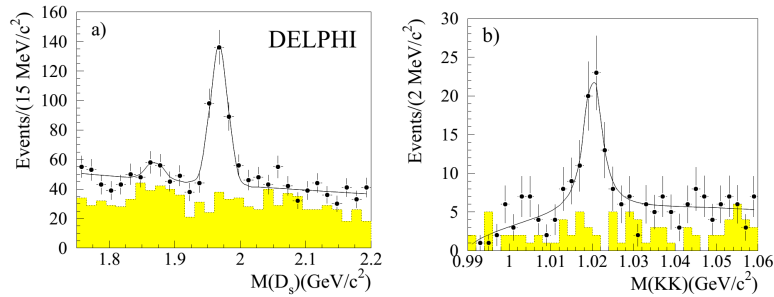 a)
DELPHI
Events/(15 MeV/c²)
160
140
120
100
80
60
40
20
0
1.8 1.9 2 2.1 2.2
M(Dₛ)(GeV/c²)
b)
Events/(2 MeV/c²)
30
25
20
15
10
5
0
0.99 1 1.01 1.02 1.03 1.04 1.05 1.06
M(KK)(GeV/c²)